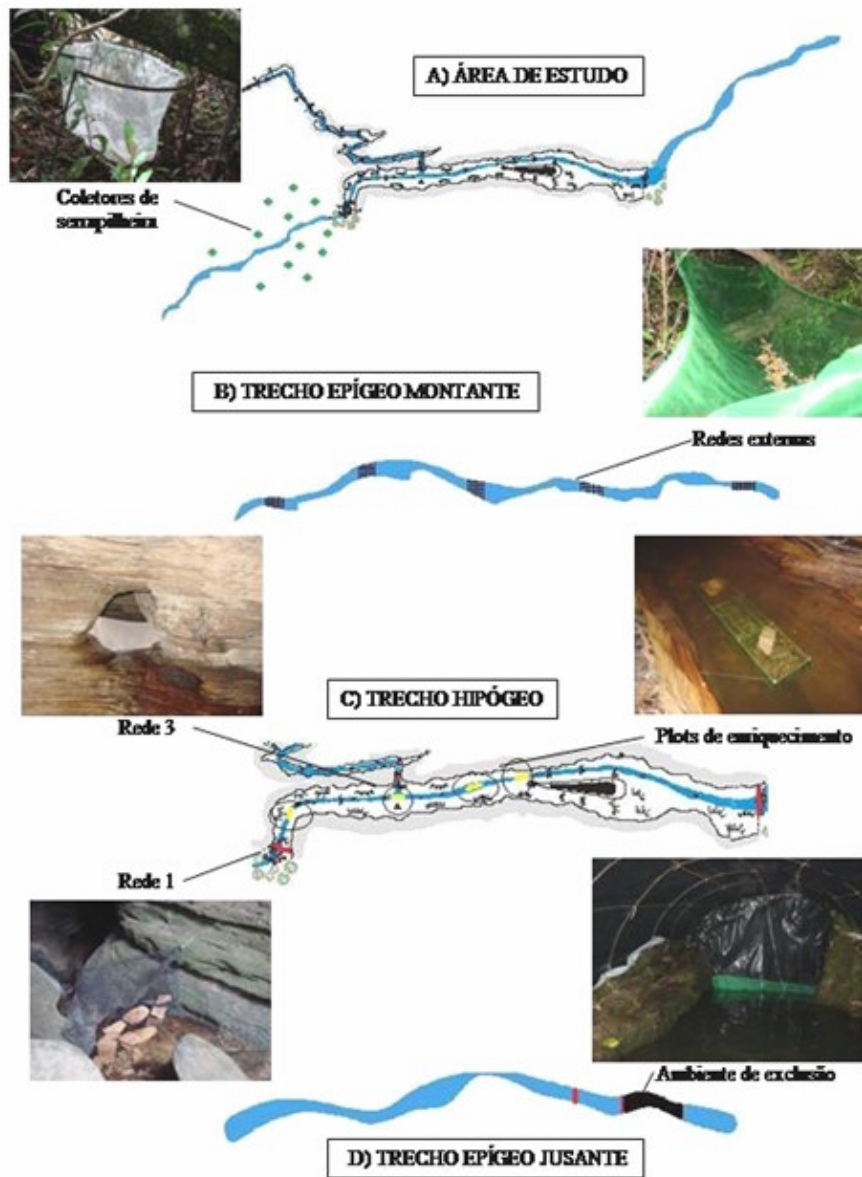 A) ÁREA DE ESTUDO
Coletores de
serrapilheira
B) TRECHO EPÍGEO MONTANTE
Redes externas
C) TRECHO HIPÓGEO
Rede 3
Plots de enriquecimento
Rede 1
Ambiente de exclusão
D) TRECHO EPÍGEO JUSANTE